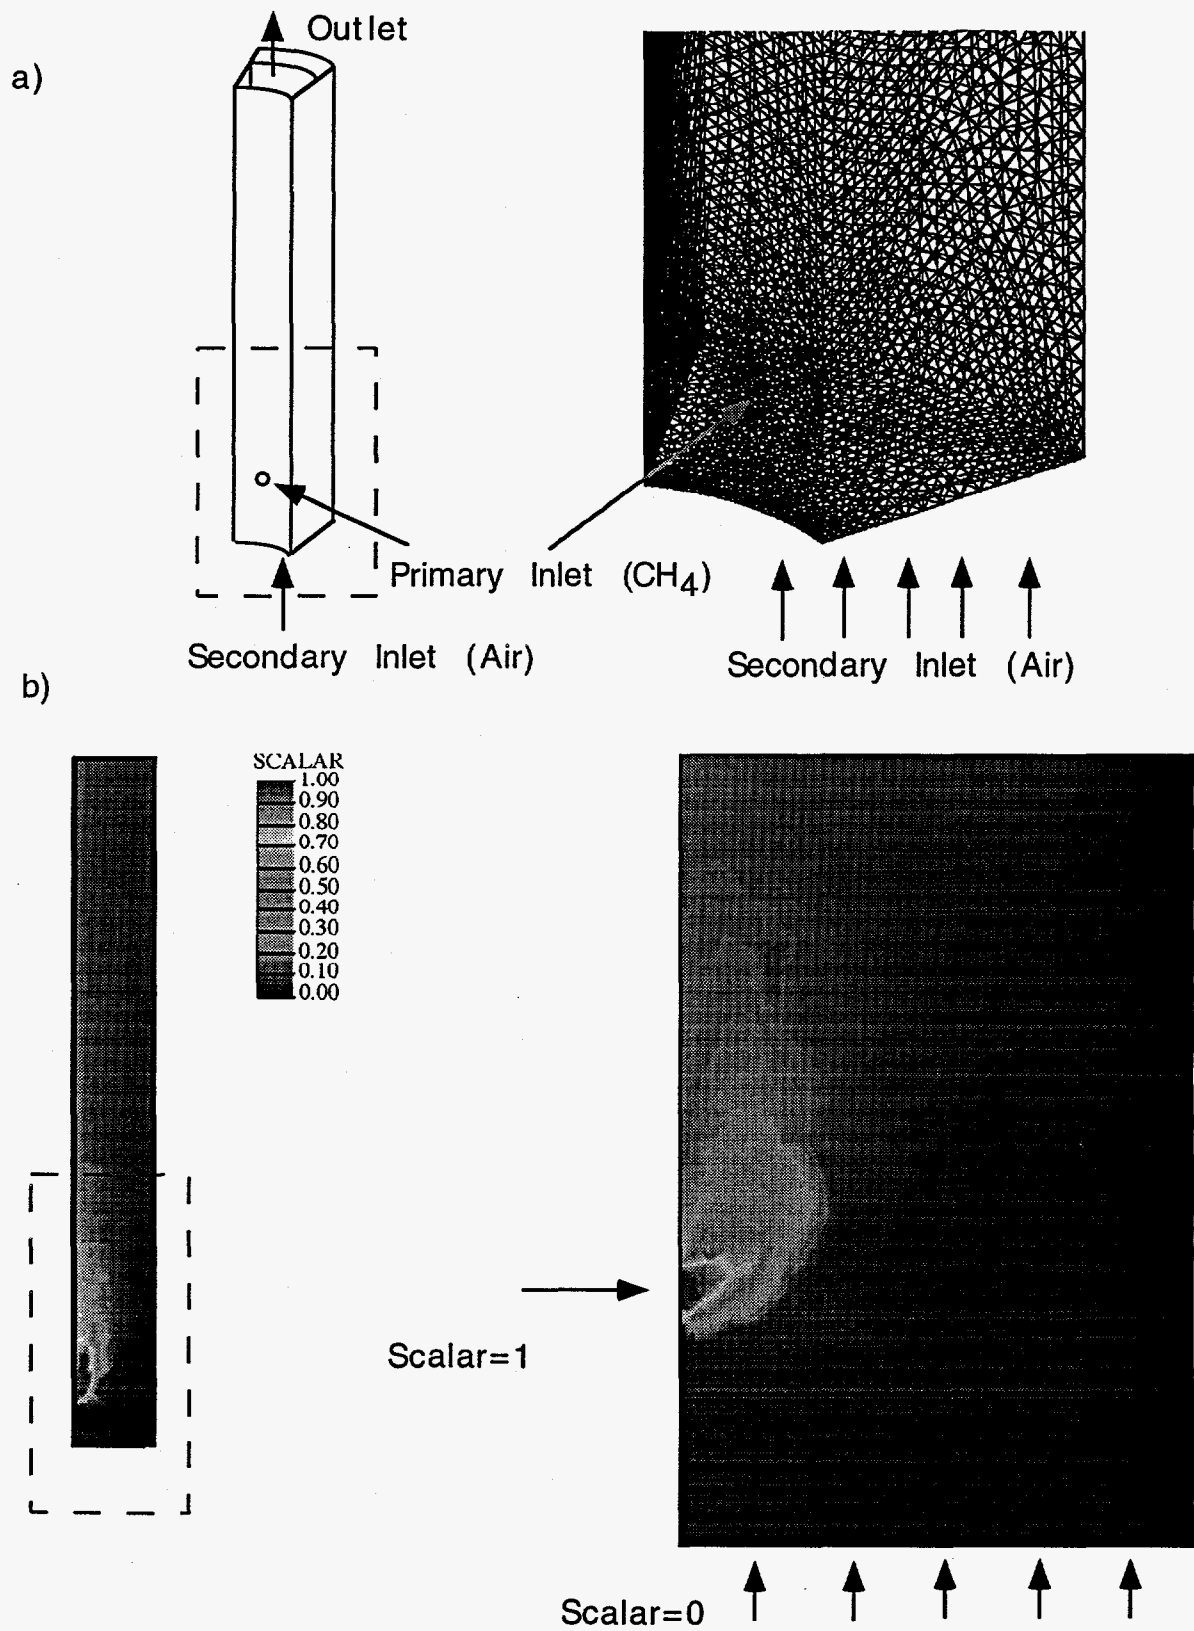 Outlet
a)
Primary Inlet (CH4)
Secondary Inlet (Air)
Secondary Inlet (Air)
b)
SCALAR
1.00
0.90
0.80
0.70
0.60
0.50
0.40
0.30
0.20
0.10
0.00
Scalar=1
Scalar=0